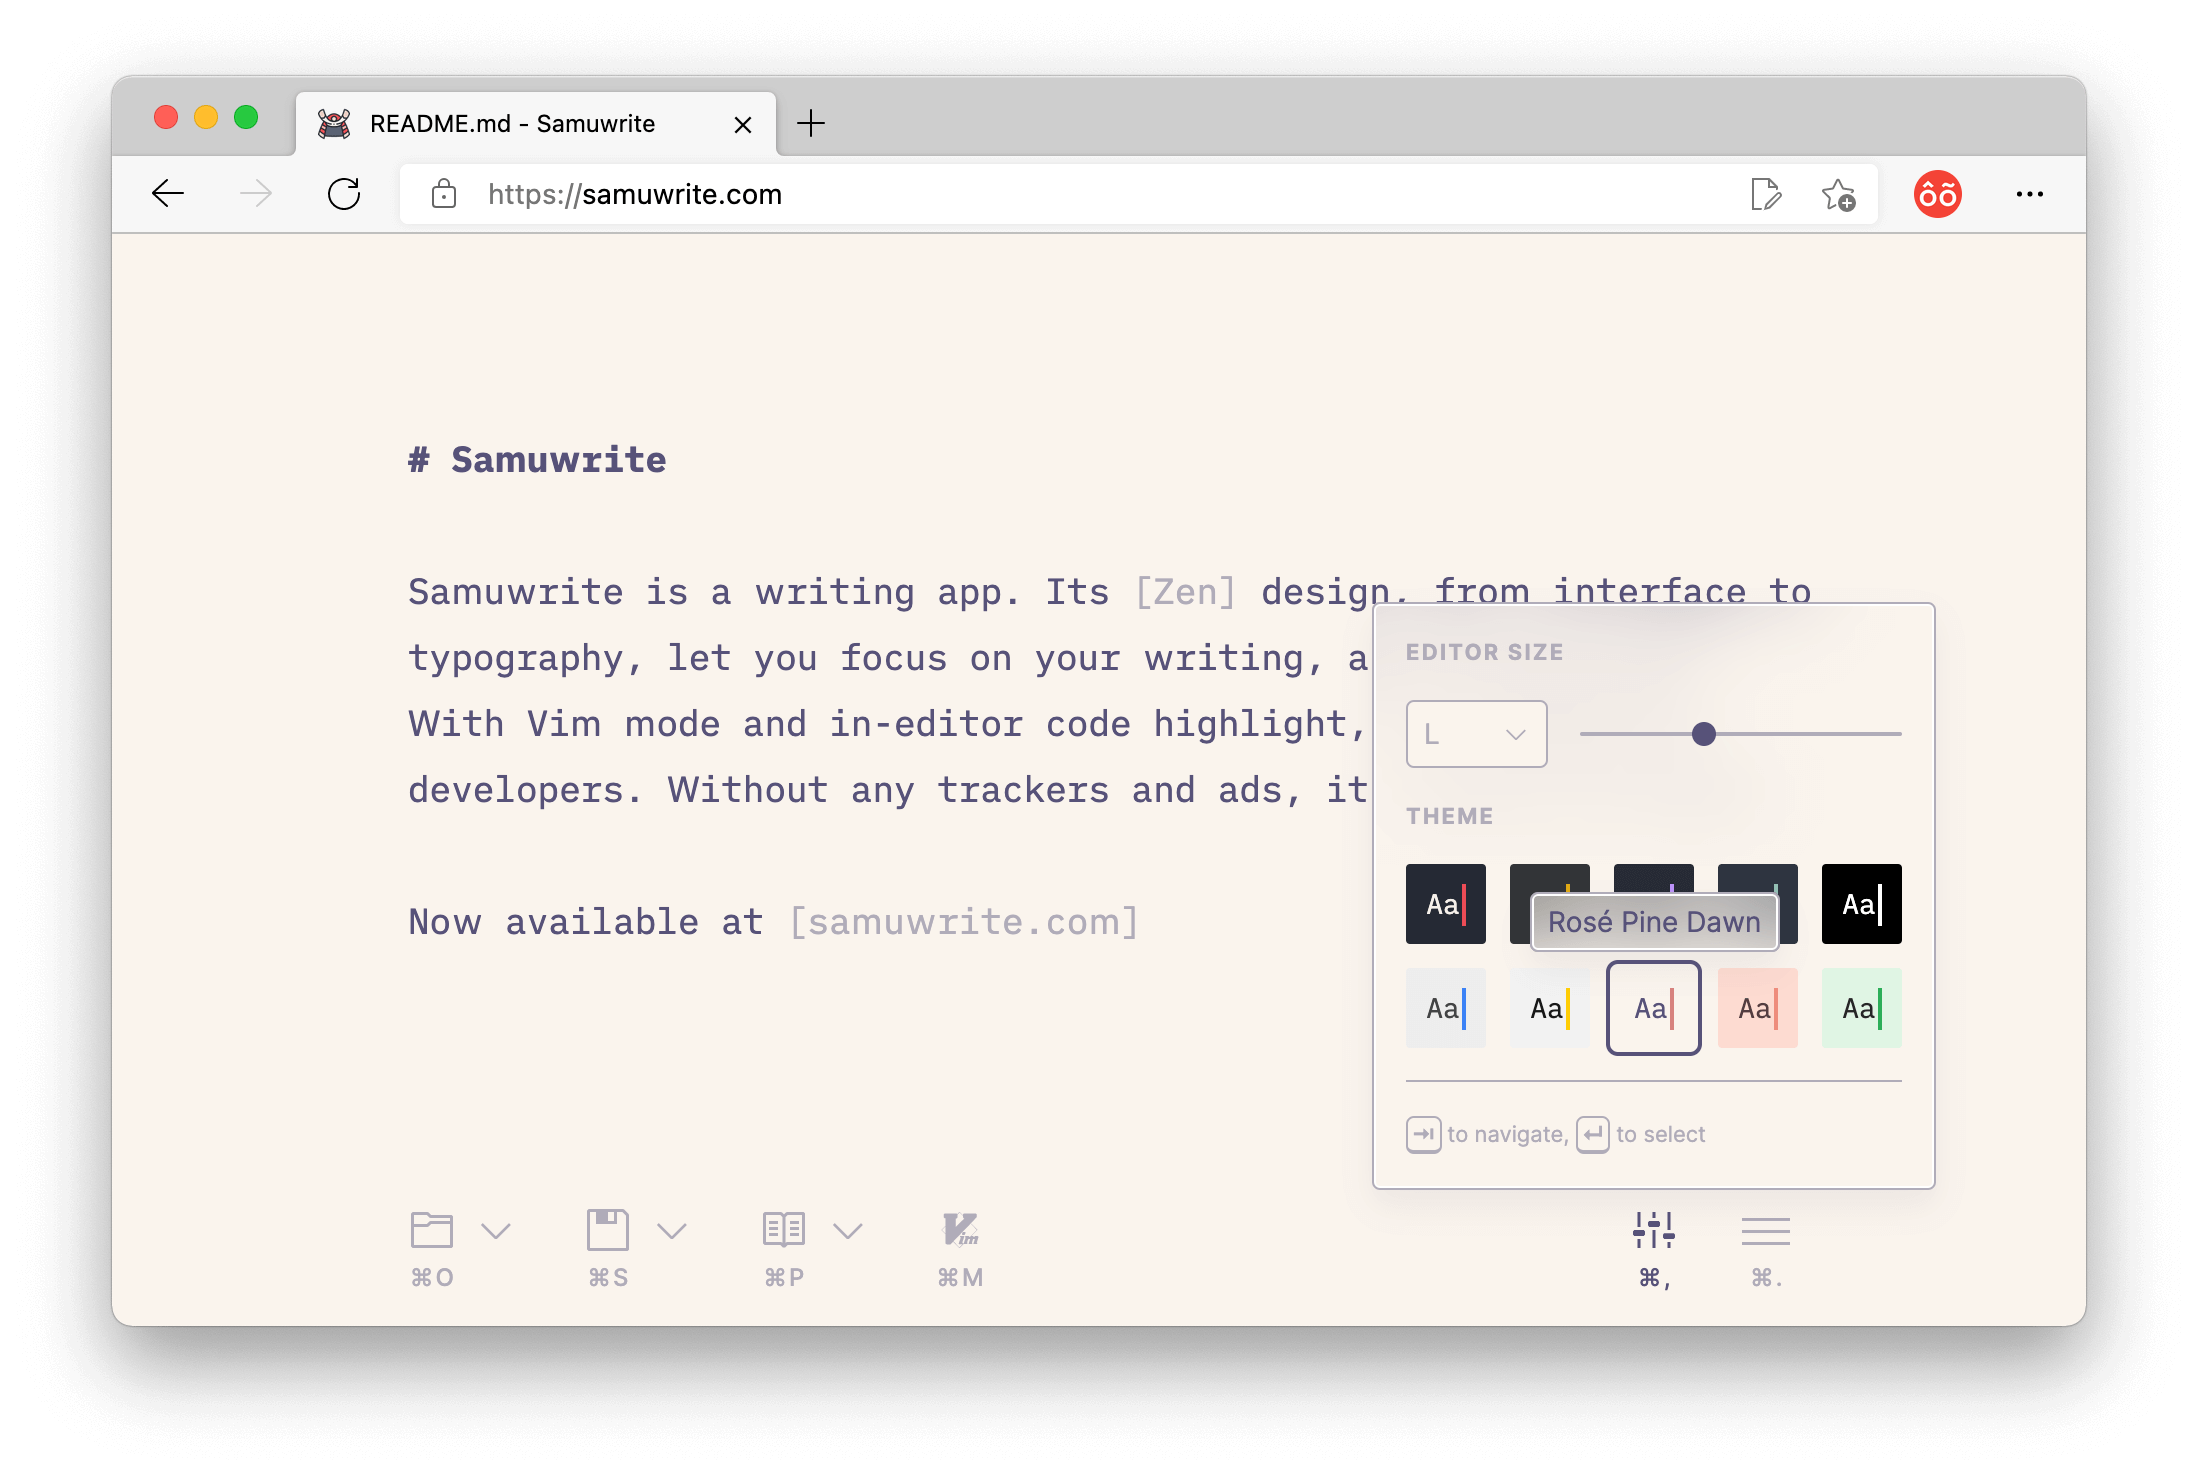 README.md - Samuwrite
https://samuwrite.com
ôõ
# Samuwrite
Samuwrite is a writing app. Its [Zen] design, from interface to
typography, let you focus on your writing, a
With Vim mode and in-editor code highlight,
developers. Without any trackers and ads, it
Now available at [samuwrite.com]
EDITOR SIZE
L
THEME
Aa Aa
Rosé Pine Dawn
Aa Aa Aa Aa Aa
to navigate, to select
Vim
⌘O ⌘S ⌘P ⌘M ⌘, ⌘.